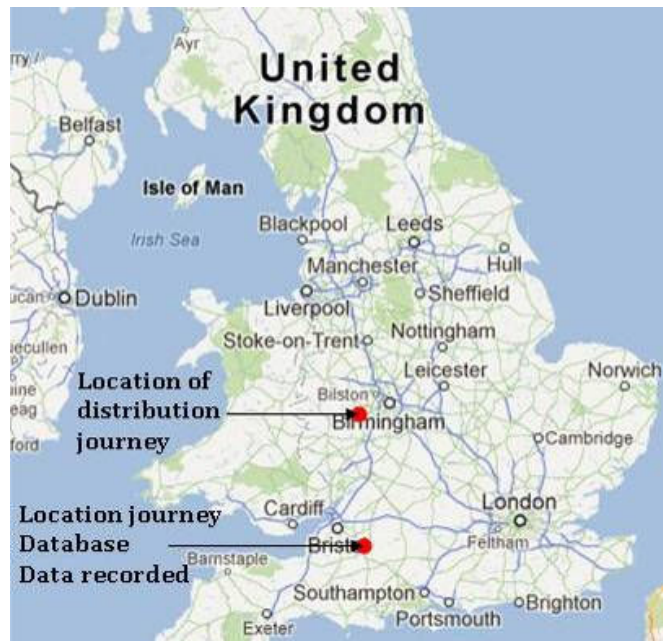 Ayr
United
Kingdom
Belfast
Isle of Man
Irish Sea
Blackpool
Leeds
Hull
Manchester
Dublin
Liverpool
Sheffield
Stoke-on-Trent
Nottingham
Norwich
Leicester
Location of
distribution
journey
Bilston
Birmingham
Cambridge
London
Location journey
Database
Data recorded
Cardiff
Brist
Feltham
Barnstaple
Southampton
Portsmouth
Brighton
Exeter